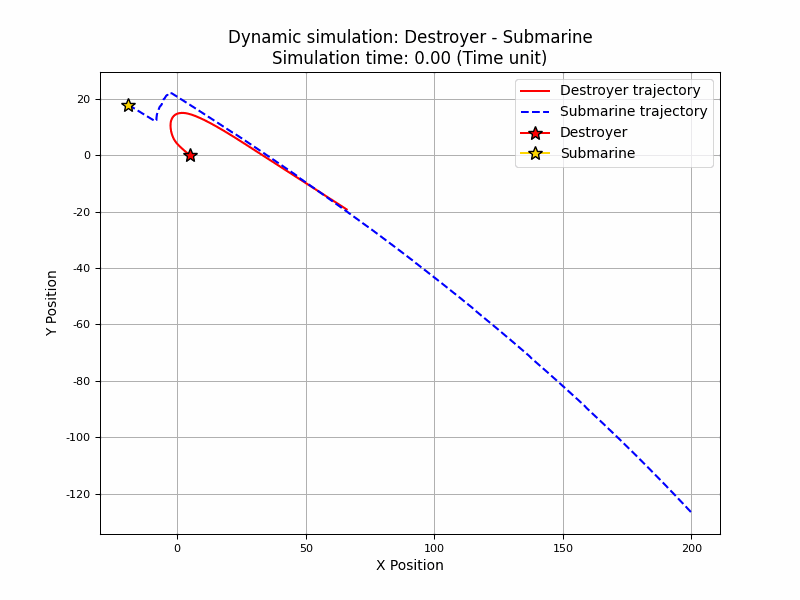 Dynamic simulation: Destroyer - Submarine
Simulation time: 0.00 (Time unit)
Destroyer trajectory
Submarine trajectory
Destroyer
Submarine
20
0
-20
-40
-60
-80
-100
-120
Y Position
0
50
100
150
200
X Position